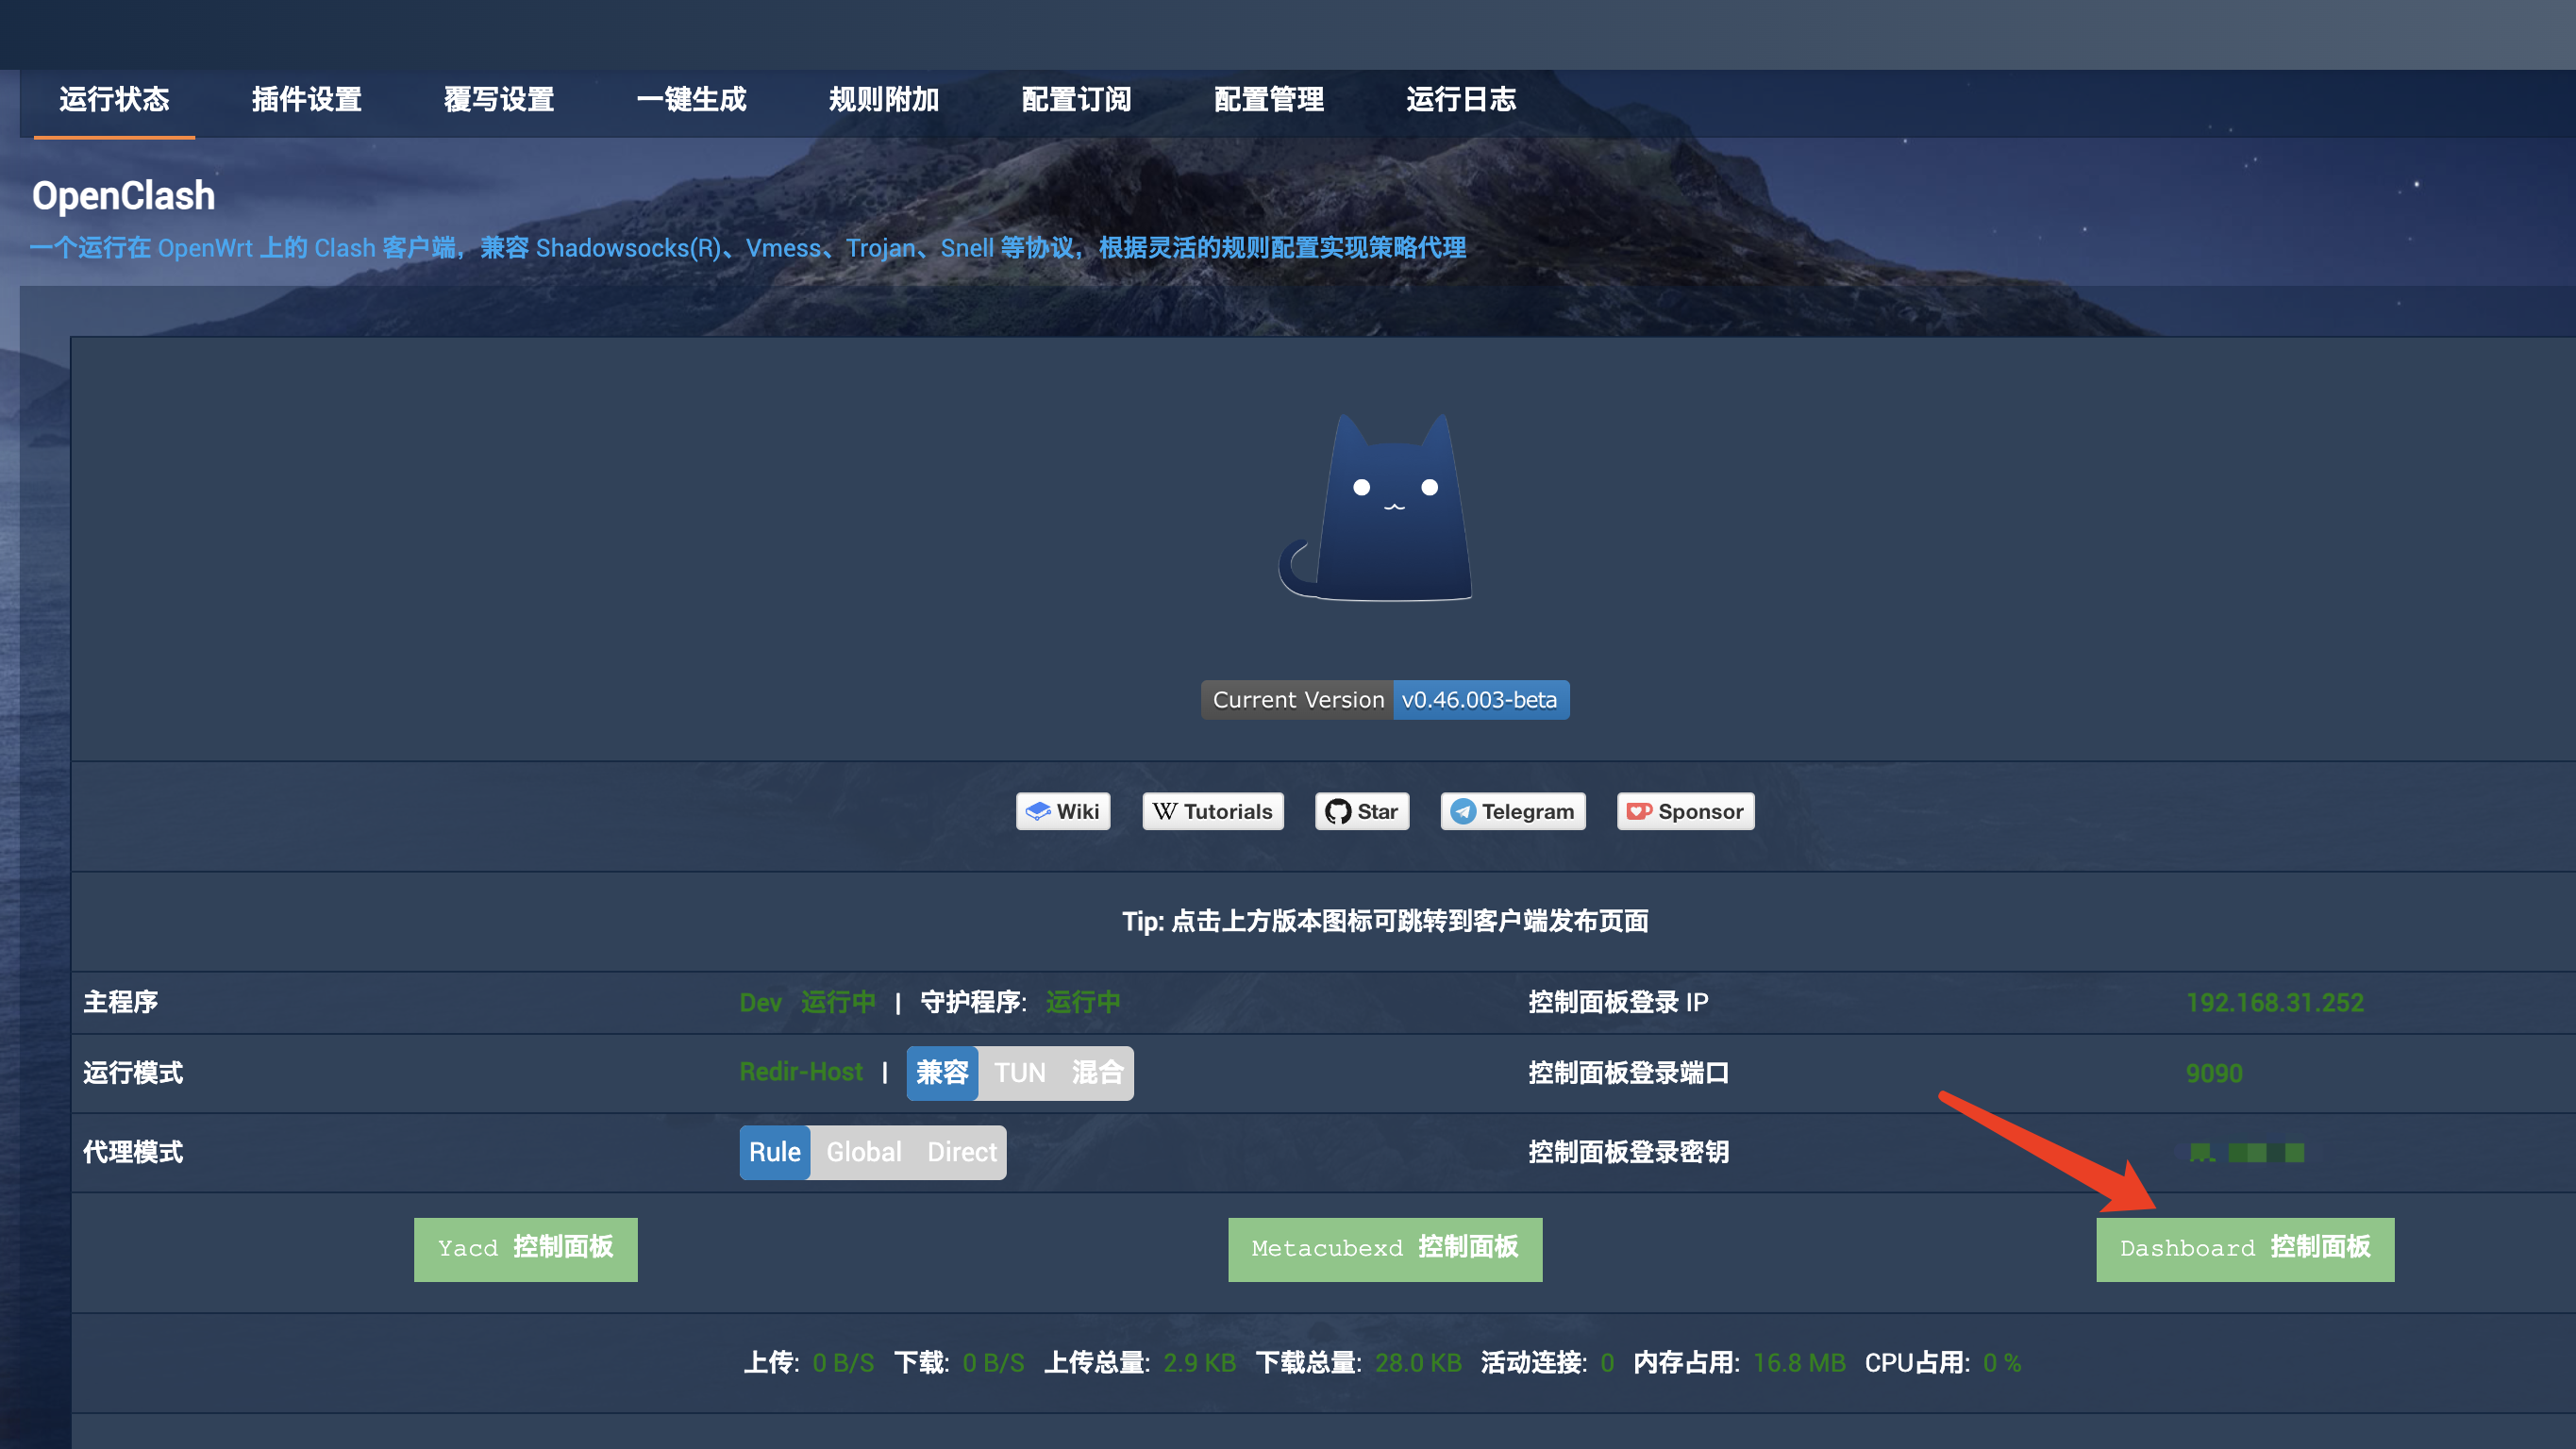 运行状态 插件设置 覆写设置 一键生成 规则附加 配置订阅 配置管理 运行日志
OpenClash
一个运行在 OpenWrt 上的 Clash 客户端，兼容 Shadowsocks(R)、Vmess、Trojan、Snell 等协议，根据灵活的规则配置实现策略代理
Current Version v0.46.003-beta
Wiki Tutorials Star Telegram Sponsor
Tip: 点击上方版本图标可跳转到客户端发布页面
主程序 Dev 运行中 | 守护程序: 运行中 控制面板登录 IP 192.168.31.252
运行模式 Redir-Host | 兼容 TUN 混合 控制面板登录端口 9090
代理模式 Rule Global Direct 控制面板登录密钥
Yacd 控制面板 Metacubexd 控制面板 Dashboard 控制面板
上传: 0 B/S 下载: 0 B/S 上传总量: 2.9 KB 下载总量: 28.0 KB 活动连接: 0 内存占用: 16.8 MB CPU占用: 0 %